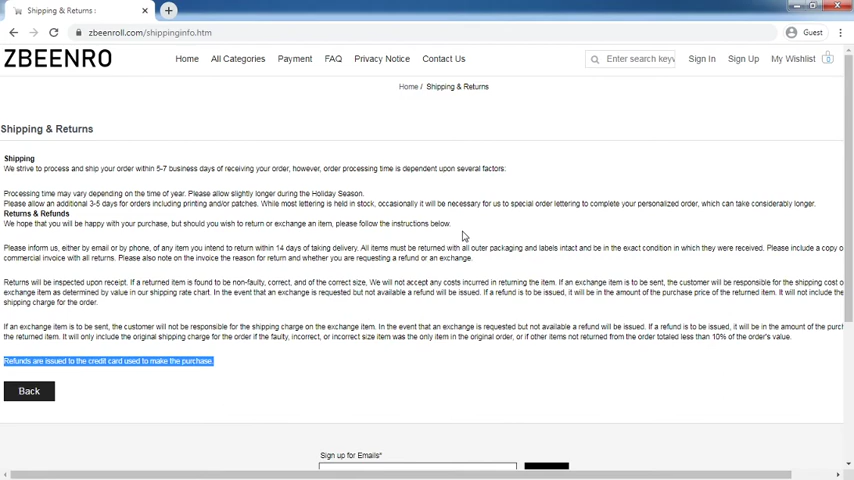 Shipping & Returns :
zbeenroll.com/shippinginfo.htm
Guest
ZBEENRO
Home All Categories Payment FAQ Privacy Notice Contact Us Enter search keyw Sign In Sign Up My Wishlist 0
Home / Shipping & Returns
Shipping & Returns
Shipping
We strive to process and ship your order within 5-7 business days of receiving your order, however, order processing time is dependent upon several factors:
Processing time may vary depending on the time of year. Please allow slightly longer during the Holiday Season.
Please allow an additional 3-5 days for orders including printing and/or patches. While most lettering is held in stock, occasionally it will be necessary for us to special order lettering to complete your personalized order, which can take considerably longer.
Returns & Refunds
We hope that you will be happy with your purchase, but should you wish to return or exchange an item, please follow the instructions below:
Please inform us, either by email or by phone, of any item you intend to return within 14 days of taking delivery. All items must be returned with all outer packaging and labels intact and be in the exact condition in which they were received. Please include a copy o
commercial invoice with all returns. Please also note on the invoice the reason for return and whether you are requesting a refund or an exchange.
Returns will be inspected upon receipt. If a returned item is found to be non-faulty, correct, and of the correct size, We will not accept any costs incurred in returning the item. If an exchange item is to be sent, the customer will be responsible for the shipping cost o
exchange item as determined by value in our shipping rate chart. In the event that an exchange is requested but not available a refund will be issued. If a refund is to be issued, it will be in the amount of the purchase price of the returned item. It will not include the
shipping charge for the order.
If an exchange item is to be sent, the customer will not be responsible for the shipping charge on the exchange item. In the event that an exchange is requested but not available a refund will be issued. If a refund is to be issued, it will be in the amount of the purch
the returned item. It will only include the original shipping charge for the order if the faulty, incorrect, or incorrect size item was the only item in the original order, or if other items not returned from the order totaled less than 10% of the order's value.
Refunds are issued to the credit card used to make the purchase.
Back
Sign up for Emails*